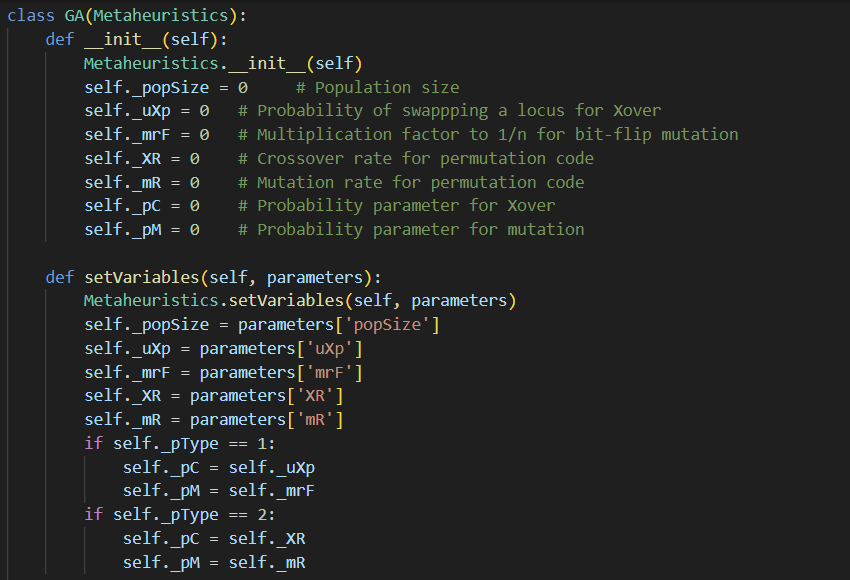 class GA(Metaheuristics):
    def __init__(self):
        Metaheuristics.__init__(self)
        self._popSize = 0     # Population size
        self._uXp = 0   # Probability of swappping a locus for Xover
        self._mrF = 0   # Multiplication factor to 1/n for bit-flip mutation
        self._XR = 0    # Crossover rate for permutation code
        self._mR = 0    # Mutation rate for permutation code
        self._pC = 0    # Probability parameter for Xover
        self._pM = 0    # Probability parameter for mutation

    def setVariables(self, parameters):
        Metaheuristics.setVariables(self, parameters)
        self._popSize = parameters['popSize']
        self._uXp = parameters['uXp']
        self._mrF = parameters['mrF']
        self._XR = parameters['XR']
        self._mR = parameters['mR']
        if self._pType == 1:
            self._pC = self._uXp
            self._pM = self._mrF
        if self._pType == 2:
            self._pC = self._XR
            self._pM = self._mR